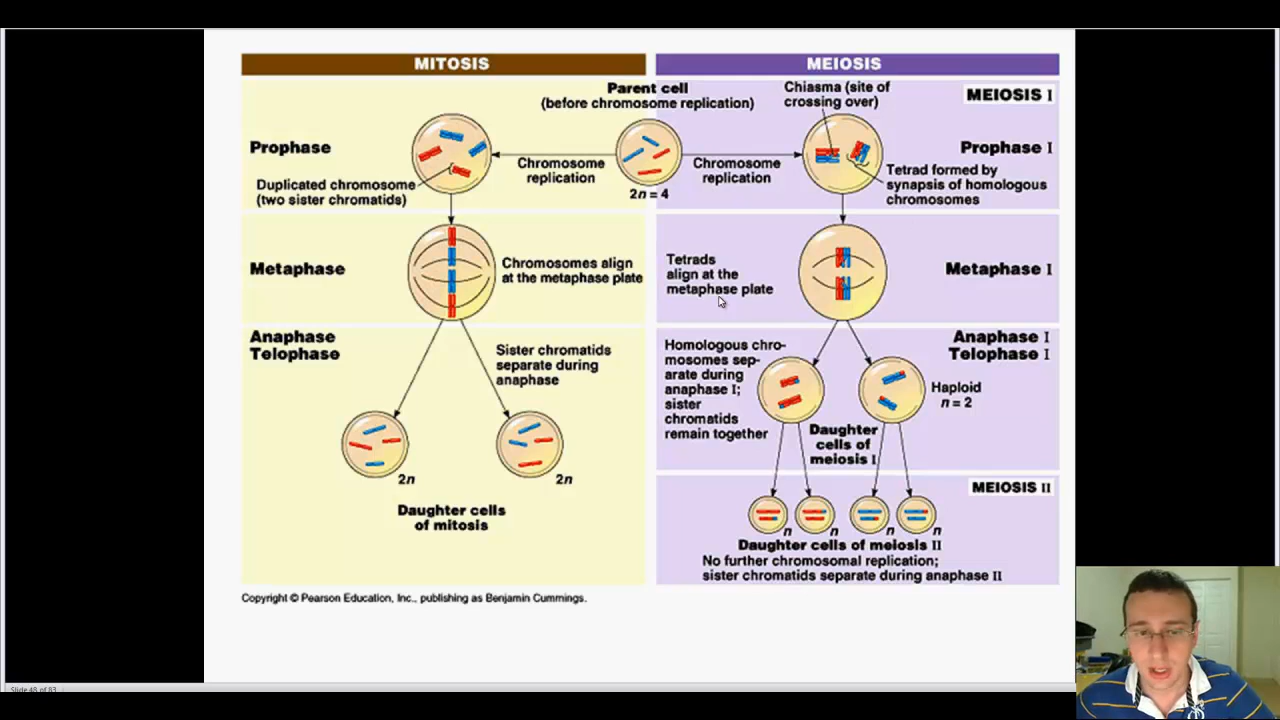 MITOSIS
MEIOSIS
Parent cell
(before chromosome replication)
Chiasma (site of
crossing over)
MEIOSIS I
Prophase
Chromosome
replication
Chromosome
replication
Prophase I
Duplicated chromosome
(two sister chromatids)
2n = 4
Tetrad formed by
synapsis of homologous
chromosomes
Metaphase
Chromosomes align
at the metaphase plate
Tetrads
align at the
metaphase plate
Metaphase I
Anaphase
Telophase
Sister chromatids
separate during
anaphase
Homologous chro-
mosomes sep-
arate during
anaphase I;
sister
chromatids
remain together
Anaphase I
Telophase I
Haploid
n = 2
Daughter
cells of
meiosis I
2n
2n
Daughter cells
of mitosis
MEIOSIS II
n
n
n
n
Daughter cells of meiosis II
No further chromosomal replication;
sister chromatids separate during anaphase II
Copyright © Pearson Education, Inc., publishing as Benjamin Cummings.
Slide 48 of 83